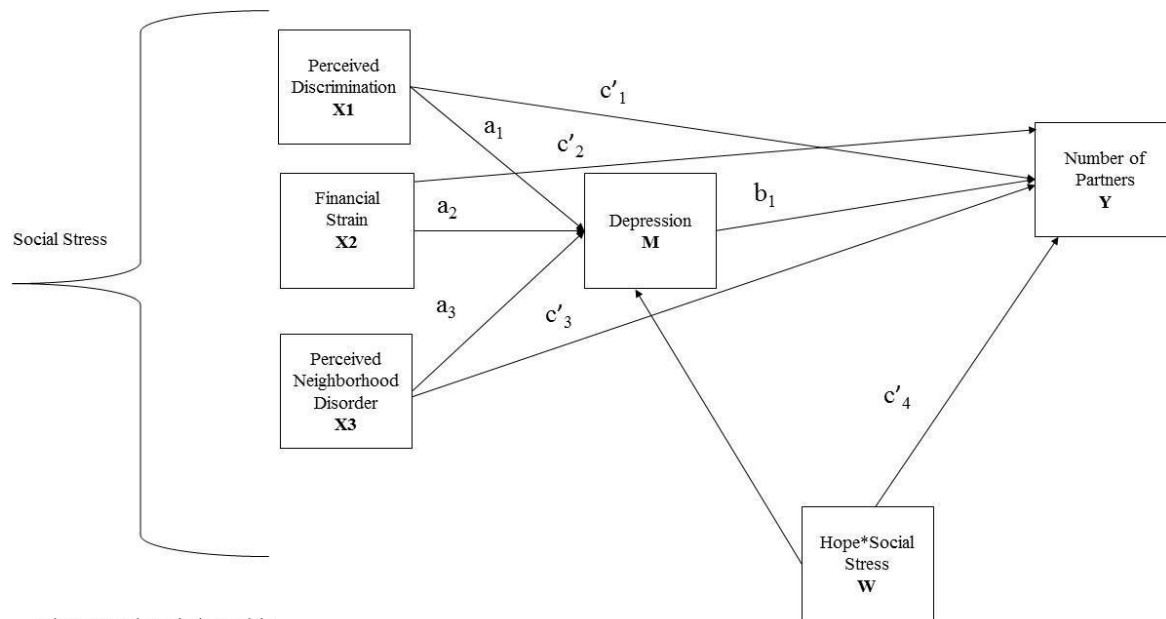 Perceived
Discrimination
X1
c'₁
a₁
c'₂
Number of
Partners
Y
Financial
Strain
X2
a₂
Depression
M
b₁
Social Stress
a₃
c'₃
Perceived
Neighborhood
Disorder
X3
c'₄
Hope*Social
Stress
W